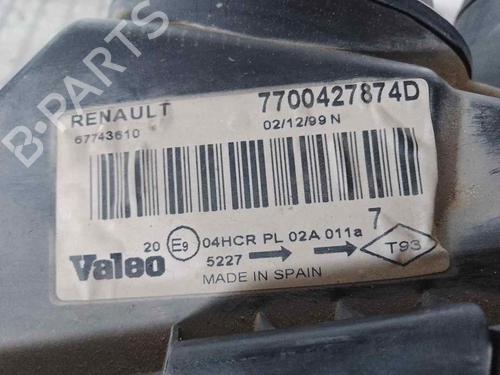 B-PARTS
RENAULT
7700427874D
67743610
02/12/99 N
7
20 E9 04HCR PL 02A 011a
5227
T93
Valeo
MADE IN SPAIN